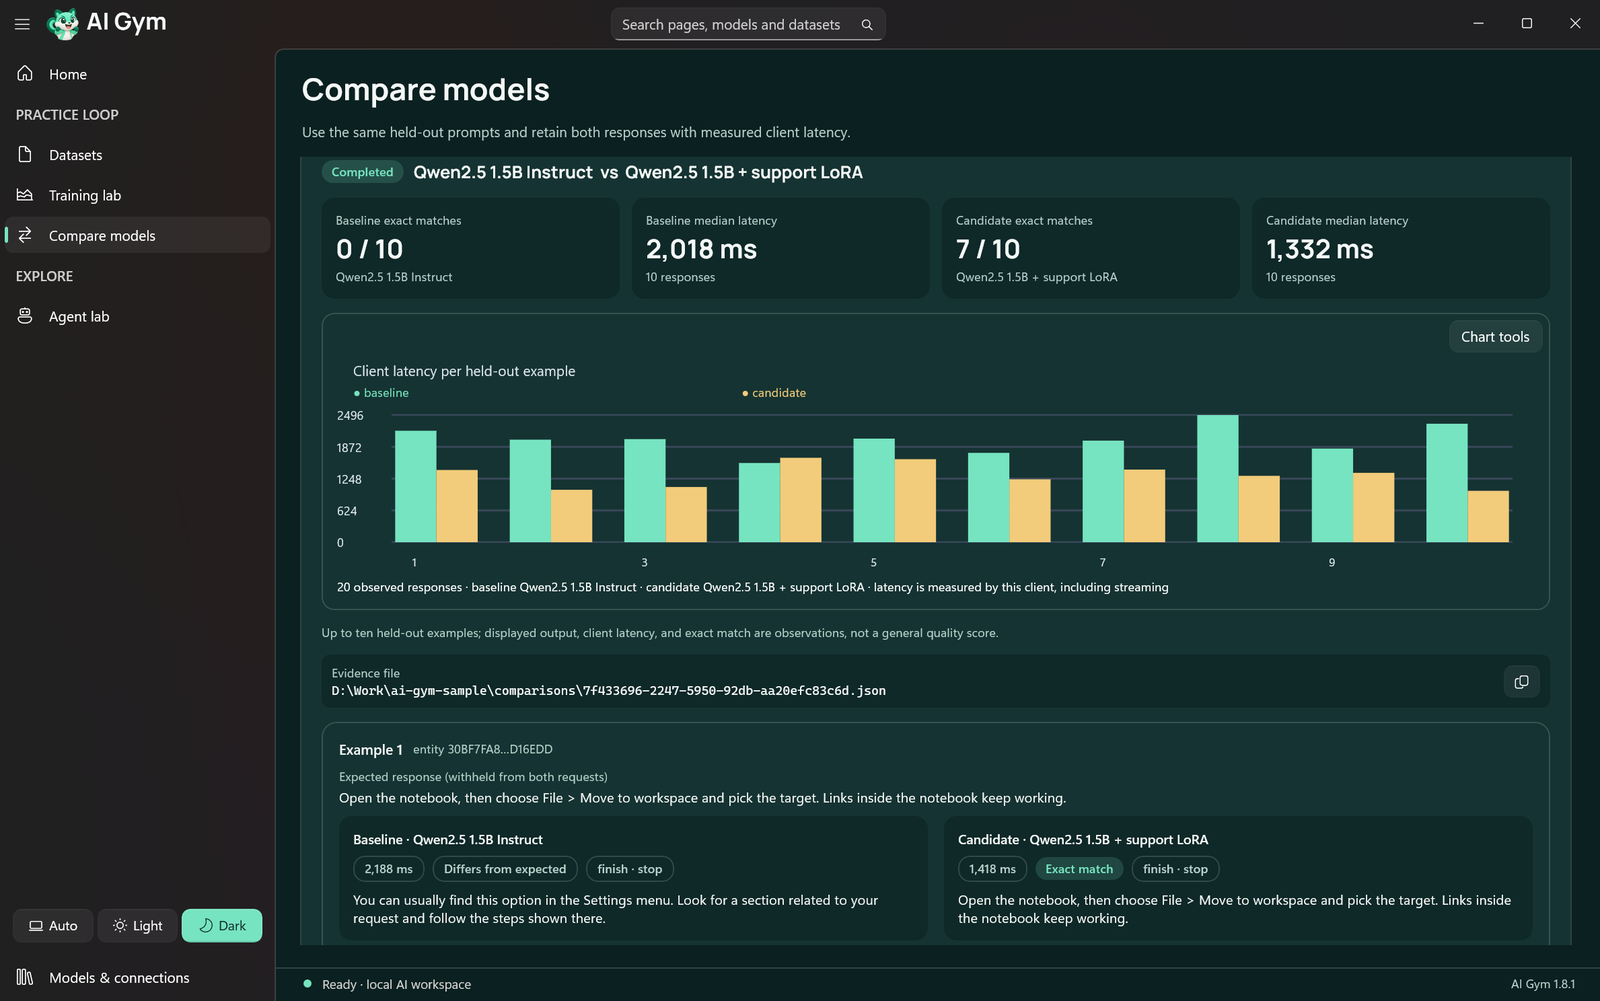 AI Gym
Search pages, models and datasets
Home
PRACTICE LOOP
Datasets
Training lab
Compare models
EXPLORE
Agent lab
Auto
Light
Dark
Models & connections
Compare models
Use the same held-out prompts and retain both responses with measured client latency.
Completed Qwen2.5 1.5B Instruct vs Qwen2.5 1.5B + support LoRA
Baseline exact matches
0 / 10
Qwen2.5 1.5B Instruct
Baseline median latency
2,018 ms
10 responses
Candidate exact matches
7 / 10
Qwen2.5 1.5B + support LoRA
Candidate median latency
1,332 ms
10 responses
Chart tools
Client latency per held-out example
baseline candidate
2496
1872
1248
624
0
1 3 5 7 9
20 observed responses · baseline Qwen2.5 1.5B Instruct · candidate Qwen2.5 1.5B + support LoRA · latency is measured by this client, including streaming
Up to ten held-out examples; displayed output, client latency, and exact match are observations, not a general quality score.
Evidence file
D:\Work\ai-gym-sample\comparisons\7f433696-2247-5950-92db-aa20efc83c6d.json
Example 1 entity 30BF7FA8...D16EDD
Expected response (withheld from both requests)
Open the notebook, then choose File > Move to workspace and pick the target. Links inside the notebook keep working.
Baseline · Qwen2.5 1.5B Instruct
2,188 ms Differs from expected finish · stop
You can usually find this option in the Settings menu. Look for a section related to your
request and follow the steps shown there.
Candidate · Qwen2.5 1.5B + support LoRA
1,418 ms Exact match finish · stop
Open the notebook, then choose File > Move to workspace and pick the target. Links inside
the notebook keep working.
Ready · local AI workspace
AI Gym 1.8.1